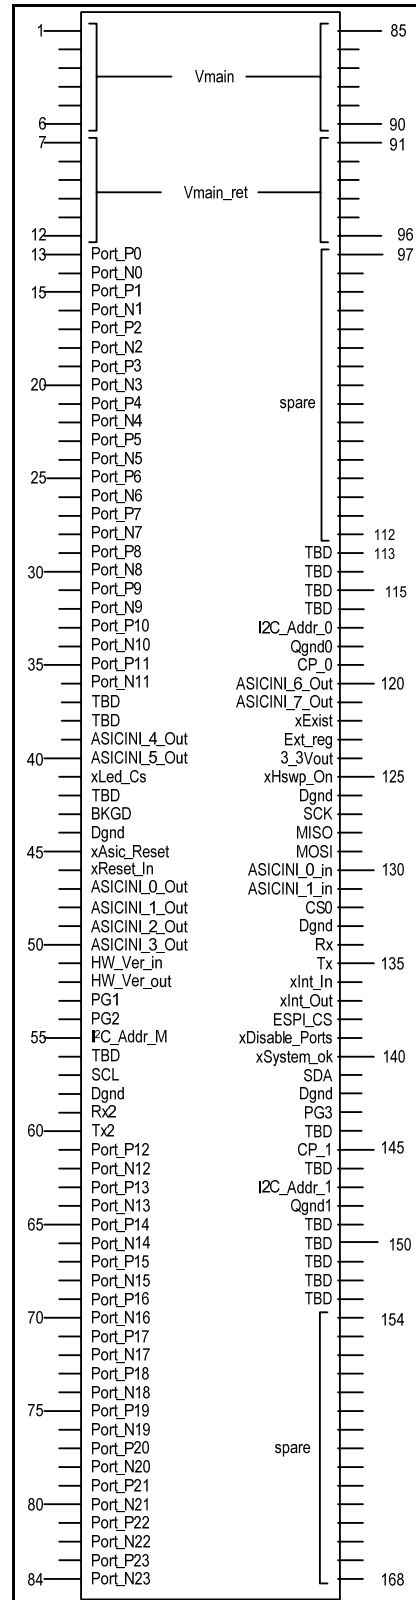 1 85
Vmain
6 90
7 91
Vmain_ret
12 96
13 Port_P0 97
Port_N0
15 Port_P1
Port_N1
Port_P2
Port_N2
Port_P3
20 Port_N3
Port_P4 spare
Port_N4
Port_P5
Port_N5
25 Port_P6
Port_N6
Port_P7
Port_N7 112
Port_P8 TBD 113
30 Port_N8 TBD
Port_P9 TBD 115
Port_N9 TBD
Port_P10 I2C_Addr_0
Port_N10 Qgnd0
35 Port_P11 CP_0
Port_N11 ASICINI_6_Out 120
TBD ASICINI_7_Out
TBD xExist
ASICINI_4_Out Ext_reg
40 ASICINI_5_Out 3_3Vout
xLed_Cs xHswp_On 125
TBD Dgnd
BKGD SCK
Dgnd MISO
45 xAsic_Reset MOSI
xReset_In ASICINI_0_in 130
ASICINI_0_Out ASICINI_1_in
ASICINI_1_Out CS0
ASICINI_2_Out Dgnd
50 ASICINI_3_Out Rx
HW_Ver_in Tx 135
HW_Ver_out xInt_In
PG1 xInt_Out
PG2 ESPI_CS
55 I²C_Addr_M xDisable_Ports
TBD xSystem_ok 140
SCL SDA
Dgnd Dgnd
Rx2 PG3
60 Tx2 TBD
Port_P12 CP_1 145
Port_N12 TBD
Port_P13 I2C_Addr_1
Port_N13 Qgnd1
65 Port_P14 TBD
Port_N14 TBD 150
Port_P15 TBD
Port_N15 TBD
Port_P16 TBD
70 Port_N16 154
Port_P17
Port_N17
Port_P18
Port_N18
75 Port_P19
Port_N19
Port_P20 spare
Port_N20
Port_P21
80 Port_N21
Port_P22
Port_N22
Port_P23
84 Port_N23 168